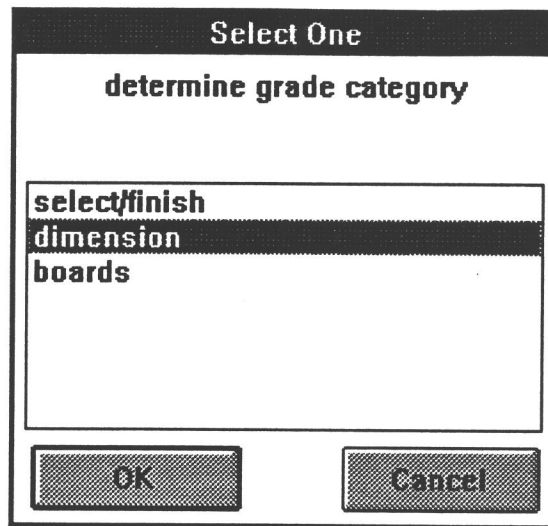 Select One
determine grade category
select/finish
dimension
boards
OK Cancel